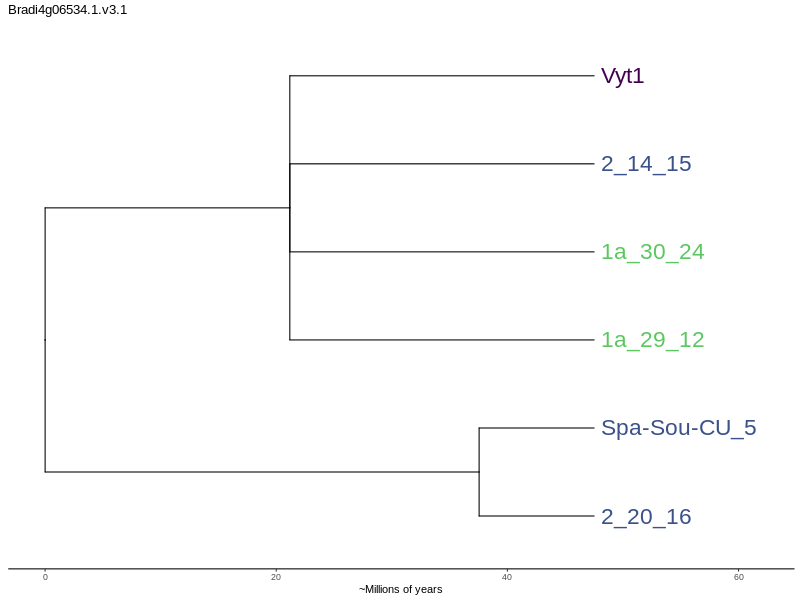 Bradi4g06534.1.v3.1
Vyt1
2_14_15
1a_30_24
1a_29_12
Spa-Sou-CU_5
2_20_16
0 20 40 60
~Millions of years